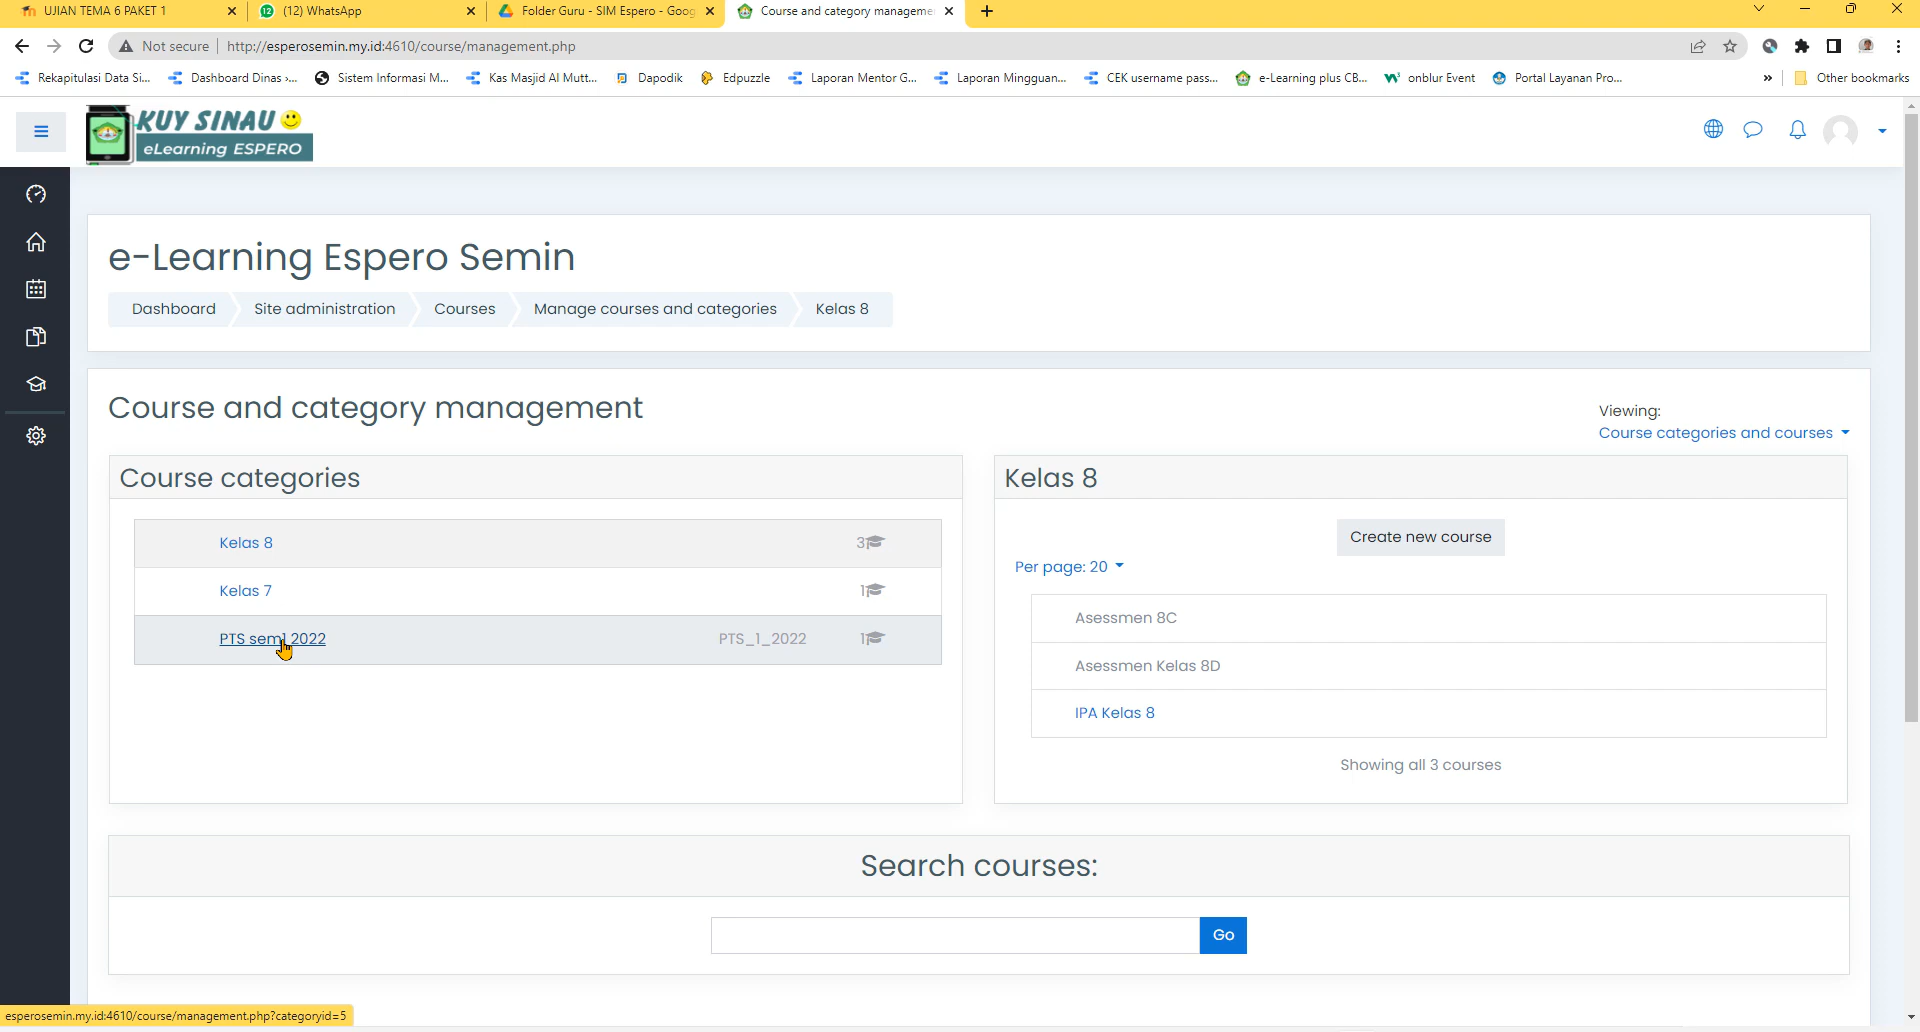 UJIAN TEMA 6 PAKET 1
(12) WhatsApp
Folder Guru - SIM Espero - Goog
Course and category manageme
Not secure
http://esperosemin.my.id:4610/course/management.php
Rekapitulasi Data Si...
Dashboard Dinas ›...
Sistem Informasi M...
Kas Masjid Al Mutt...
Dapodik
Edpuzzle
Laporan Mentor G...
Laporan Mingguan...
CEK username pass...
e-Learning plus CB...
onblur Event
Portal Layanan Pro...
»
Other bookmarks
KUY SINAU
eLearning ESPERO
e-Learning Espero Semin
Dashboard
Site administration
Courses
Manage courses and categories
Kelas 8
Course and category management
Viewing:
Course categories and courses
Course categories
Kelas 8
3
Kelas 7
1
PTS sem1 2022
PTS_1_2022
1
Kelas 8
Create new course
Per page: 20
Asessmen 8C
Asessmen Kelas 8D
IPA Kelas 8
Showing all 3 courses
Search courses:
Go
esperosemin.my.id:4610/course/management.php?categoryid=5